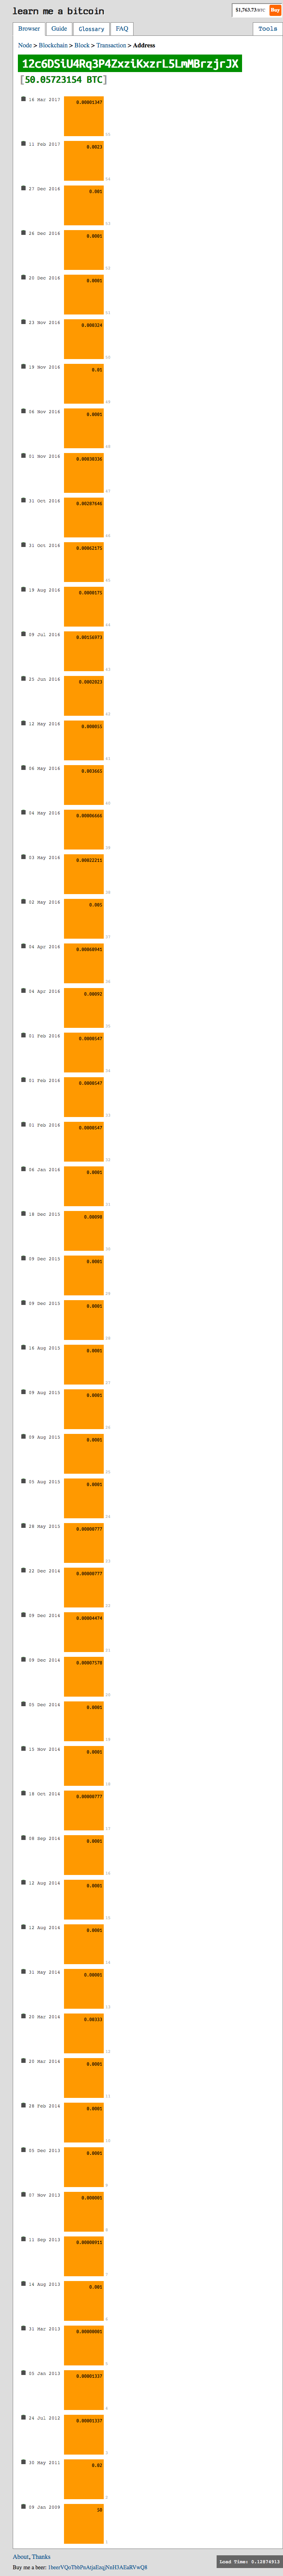 learn me a bitcoin
$1,763.73/BTC Buy
Browser Guide Glossary FAQ Tools
Node > Blockchain > Block > Transaction > Address
12c6DSiU4Rq3P4ZxziKxzrL5LmMBrzjrJX
[50.05723154 BTC]
16 Mar 2017 0.00001347
11 Feb 2017 0.0023
27 Dec 2016 0.001
26 Dec 2016 0.0001
20 Dec 2016 0.0001
23 Nov 2016 0.000324
19 Nov 2016 0.01
06 Nov 2016 0.0001
01 Nov 2016 0.00030336
31 Oct 2016 0.00207646
31 Oct 2016 0.00062575
19 Aug 2016 0.0000175
09 Jul 2016 0.00156973
25 Jun 2016 0.0002023
12 May 2016 0.000055
06 May 2016 0.003665
04 May 2016 0.00006666
03 May 2016 0.00022211
02 May 2016 0.005
04 Apr 2016 0.00060941
04 Apr 2016 0.00092
01 Feb 2016 0.0000547
01 Feb 2016 0.0000547
01 Feb 2016 0.0000547
06 Jan 2016 0.0001
18 Dec 2015 0.00098
09 Dec 2015 0.0001
09 Dec 2015 0.0001
16 Aug 2015 0.0001
09 Aug 2015 0.0001
09 Aug 2015 0.0001
05 Aug 2015 0.0001
28 May 2015 0.00000777
22 Dec 2014 0.00000777
09 Dec 2014 0.00004474
09 Dec 2014 0.00007570
05 Dec 2014 0.0001
15 Nov 2014 0.0001
18 Oct 2014 0.00000777
08 Sep 2014 0.0001
12 Aug 2014 0.0001
12 Aug 2014 0.0001
31 May 2014 0.00001
20 Mar 2014 0.00333
20 Mar 2014 0.0001
28 Feb 2014 0.0001
05 Dec 2013 0.0001
07 Nov 2013 0.000001
11 Sep 2013 0.00000911
14 Aug 2013 0.001
31 Mar 2013 0.00000001
05 Jan 2013 0.00001337
24 Jul 2012 0.00001337
30 May 2011 0.02
09 Jan 2009 50
About, Thanks
Buy me a beer:
Load Time: 0.12874913